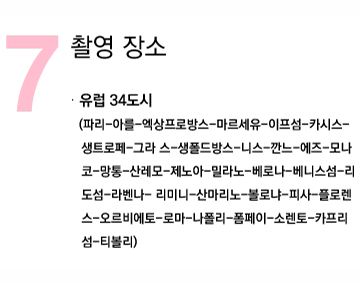 7
촬영 장소
· 유럽 34도시
(파리-아를-엑상프로방스-마르세유-이프섬-카시스-
생트로페-그라 스-생폴드방스-니스-깐느-에즈-모나
코-망통-산레모-제노아-밀라노-베로나-베니스섬-리
도섬-라벤나- 리미니-산마리노-볼로냐-피사-플로렌
스-오르비에토-로마-나폴리-폼페이-소렌토-카프리
섬-티볼리)